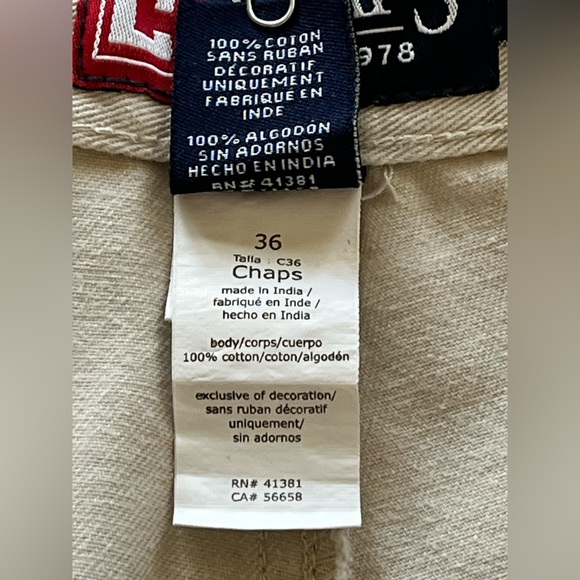 978
100% COTON
SANS RUBAN
DÉCORATIF
UNIQUEMENT
FABRIQUÉ EN
INDE
100% ALGODÓN
SIN ADORNOS
HECHO EN INDIA
RN# 41381
36
Talla : C36
Chaps
made in India /
fabriqué en Inde /
hecho en India
body/corps/cuerpo
100% cotton/coton/algodón
exclusive of decoration/
sans ruban décoratif
uniquement/
sin adornos
RN# 41381
CA# 56658